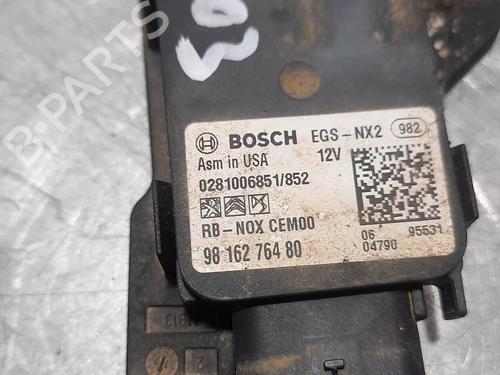 BOSCH EGS-NX2 982
Asm in USA 12V
0281006851/852
RB-NOX CEM00
98 162 764 80
06 95531
04790
B-PARTS
2